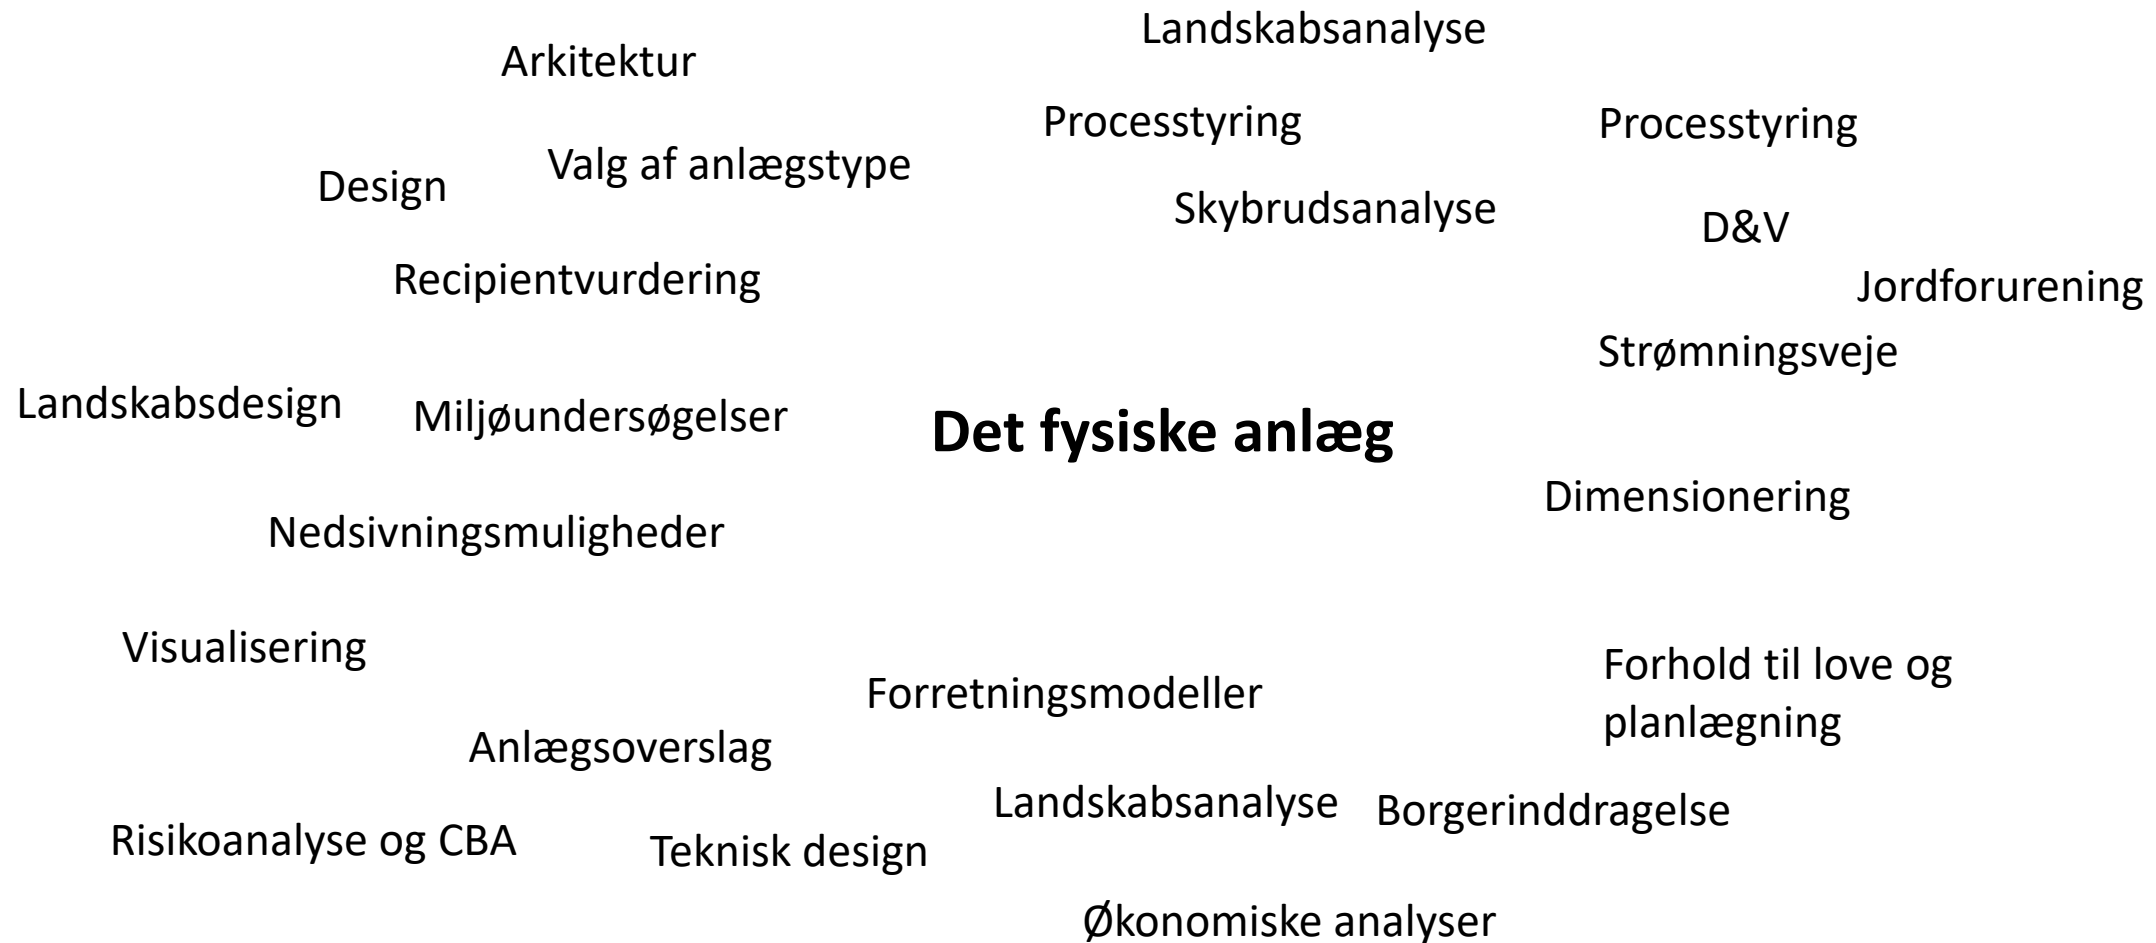 Landskabsanalyse
Arkitektur
Processtyring
Processtyring
Valg af anlægstype
Design
Skybrudsanalyse
D&V
Recipientvurdering
Jordforurening
Strømningsveje
Landskabsdesign
Miljøundersøgelser
Det fysiske anlæg
Dimensionering
Nedsivningsmuligheder
Visualisering
Forhold til love og
planlægning
Forretningsmodeller
Anlægsoverslag
Landskabsanalyse
Borgerinddragelse
Risikoanalyse og CBA
Teknisk design
Økonomiske analyser